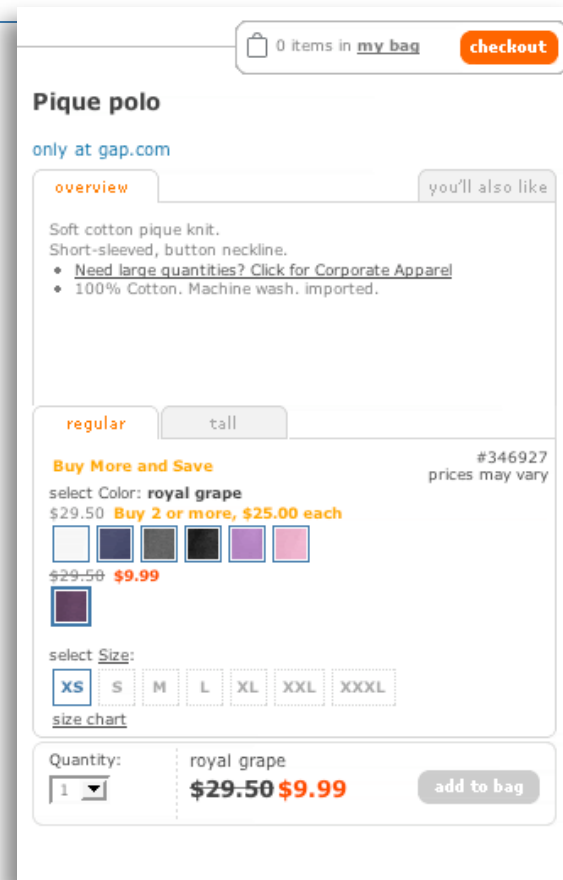 0 items in my bag
checkout
Pique polo
only at gap.com
overview
you'll also like
Soft cotton pique knit.
Short-sleeved, button neckline.
• Need large quantities? Click for Corporate Apparel
• 100% Cotton. Machine wash. imported.
regular
tall
#346927
Buy More and Save
prices may vary
select Color: royal grape
$29.50 Buy 2 or more, $25.00 each
$29.50 $9.99
select Size:
XS S M L XL XXL XXXL
size chart
Quantity:
royal grape
1
$29.50 $9.99
add to bag